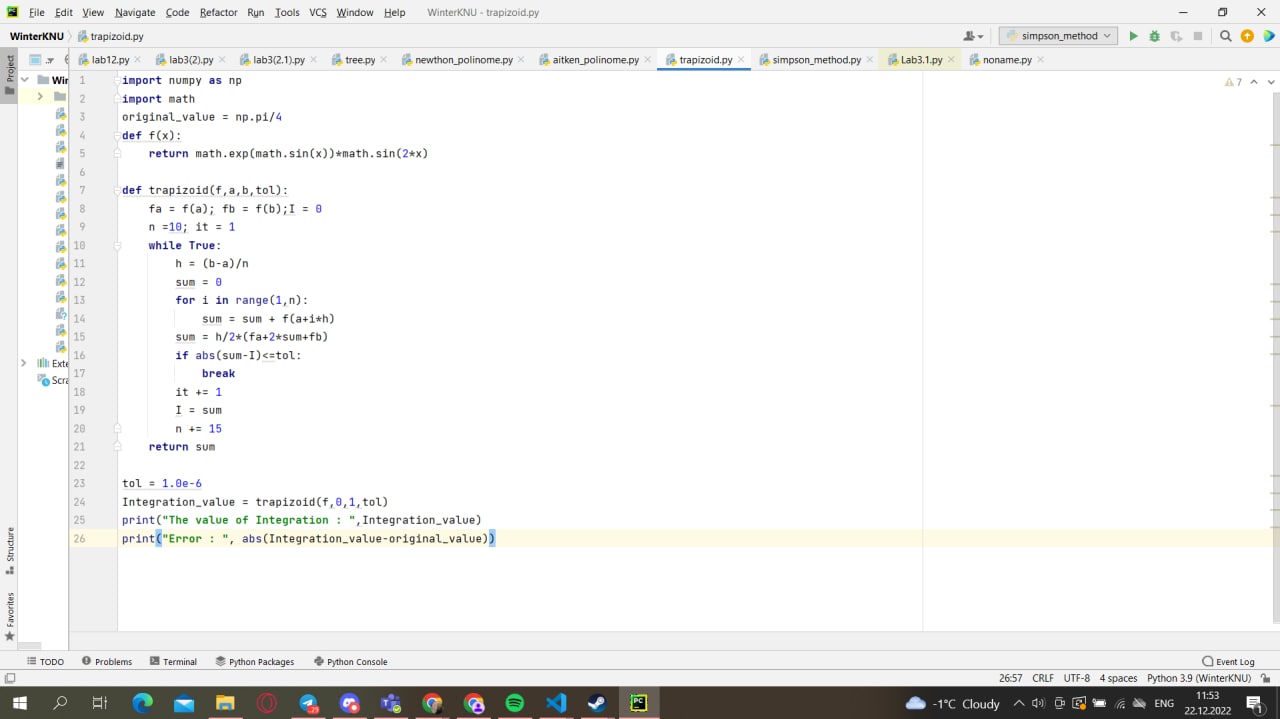 File Edit View Navigate Code Refactor Run Tools VCS Window Help WinterKNU - trapizoid.py
WinterKNU trapizoid.py simpson_method
lab12.py lab3(2).py lab3(2.1).py tree.py newthon_polinome.py aitken_polinome.py trapizoid.py simpson_method.py Lab3.1.py noname.py
Project
Win
Exte
Scra
7
1 import numpy as np
2 import math
3 original_value = np.pi/4
4 def f(x):
5 return math.exp(math.sin(x))*math.sin(2*x)
6
7 def trapizoid(f,a,b,tol):
8 fa = f(a); fb = f(b);I = 0
9 n =10; it = 1
10 while True:
11 h = (b-a)/n
12 sum = 0
13 for i in range(1,n):
14 sum = sum + f(a+i*h)
15 sum = h/2*(fa+2*sum+fb)
16 if abs(sum-I)<=tol:
17 break
18 it += 1
19 I = sum
20 n += 15
21 return sum
22
23 tol = 1.0e-6
24 Integration_value = trapizoid(f,0,1,tol)
25 print("The value of Integration : ",Integration_value)
26 print("Error : ", abs(Integration_value-original_value))
Structure
Favorites
TODO Problems Terminal Python Packages Python Console Event Log
26:57 CRLF UTF-8 4 spaces Python 3.9 (WinterKNU)
-1°C Cloudy ENG 11:53
22.12.2022